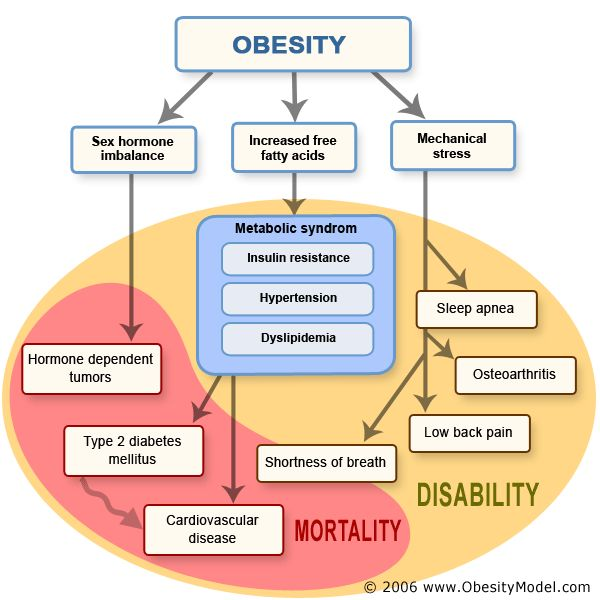 OBESITY
Sex hormone
imbalance
Increased free
fatty acids
Mechanical
stress
Metabolic syndrom
Insulin resistance
Hypertension
Dyslipidemia
Sleep apnea
Hormone dependent
tumors
Osteoarthritis
Type 2 diabetes
mellitus
Low back pain
Shortness of breath
DISABILITY
Cardiovascular
disease
MORTALITY
© 2006 www.ObesityModel.com